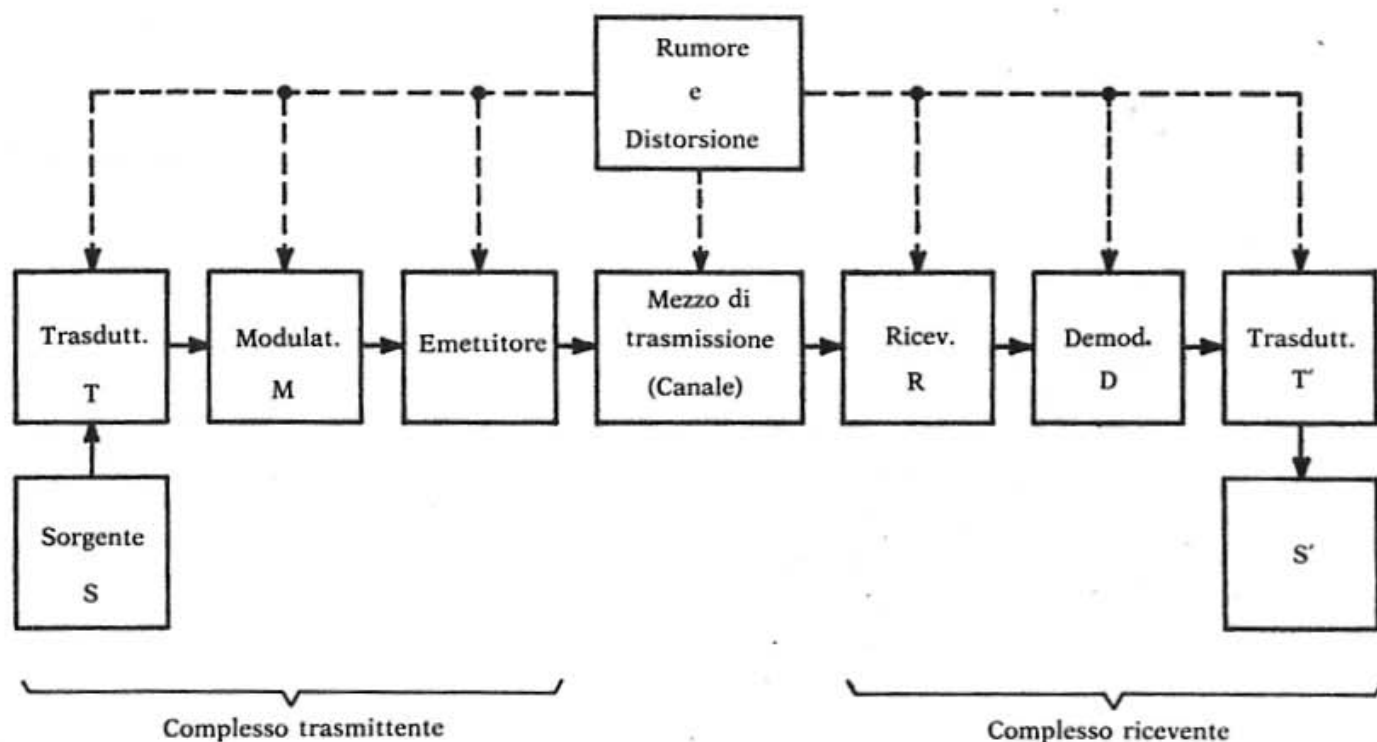 Rumore
e
Distorsione
Trasdutt.
T
Modulat.
M
Emettitore
Mezzo di
trasmissione
(Canale)
Ricev.
R
Demod.
D
Trasdutt.
T′
Sorgente
S
S′
Complesso trasmittente
Complesso ricevente